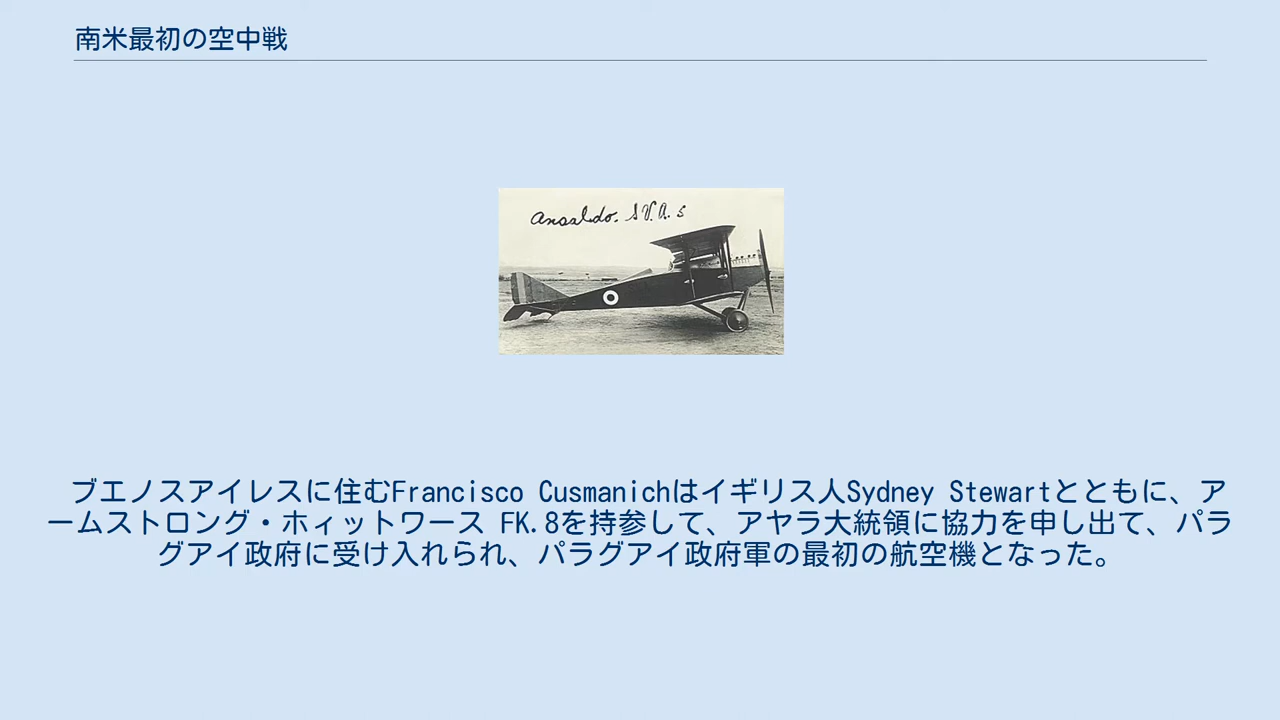 南米最初の空中戦
Ansaldo. S.V.A. 5
ブエノスアイレスに住むFrancisco CusmanichはイギリスSydney Stewartとともに、ア
ームストロング・ホィットワース FK.8を持参して、アヤラ大統領に協力を申し出て、パラ
グアイ政府に受け入れられ、パラグアイ政府軍の最初の航空機となった。